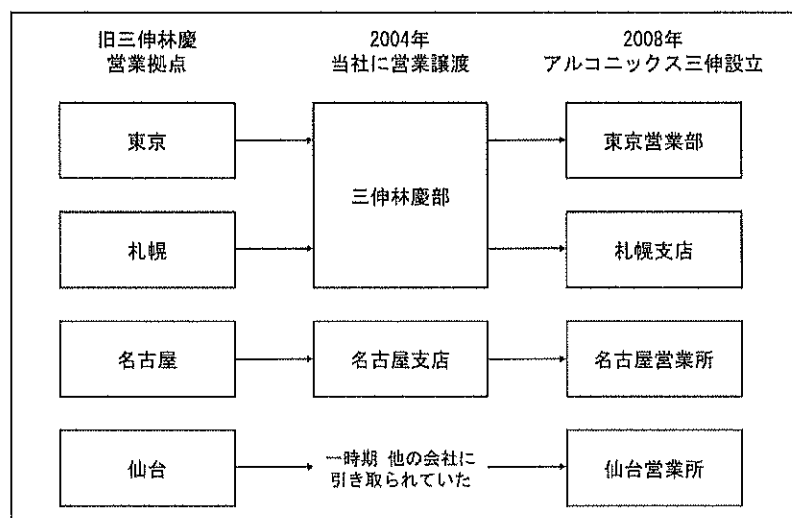 旧三伸林慶
営業拠点
2004年
当社に営業譲渡
2008年
アルコニックス三伸設立
東京
三伸林慶部
東京営業部
札幌
札幌支店
名古屋
名古屋支店
名古屋営業所
仙台
一時期 他の会社に
引き取られていた
仙台営業所